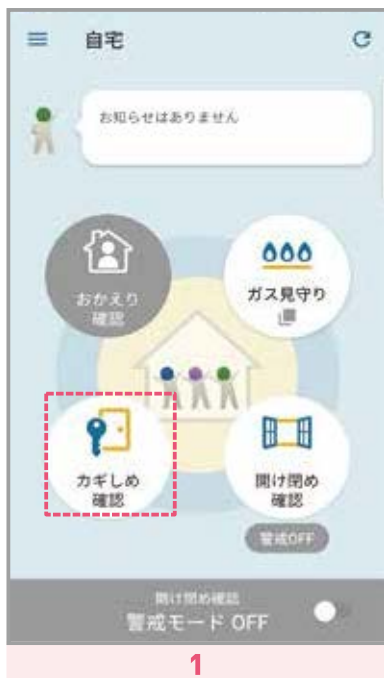 自宅
お知らせはありません
おかえり
確認
ガス見守り
カギしめ
確認
開け閉め
確認
警戒OFF
開け閉め確認
警戒モード OFF
1